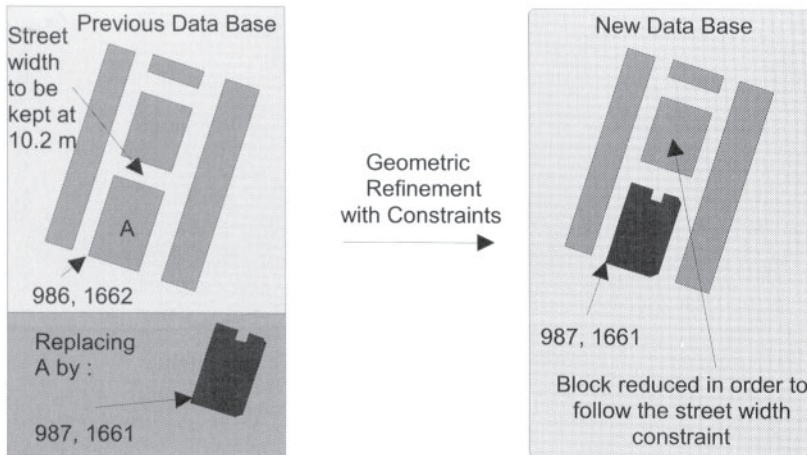 Previous Data Base
Street
width
to be
kept at
10.2 m
A
986, 1662
Replacing
A by :
987, 1661
Geometric
Refinement
with Constraints
New Data Base
987, 1661
Block reduced in order to
follow the street width
constraint